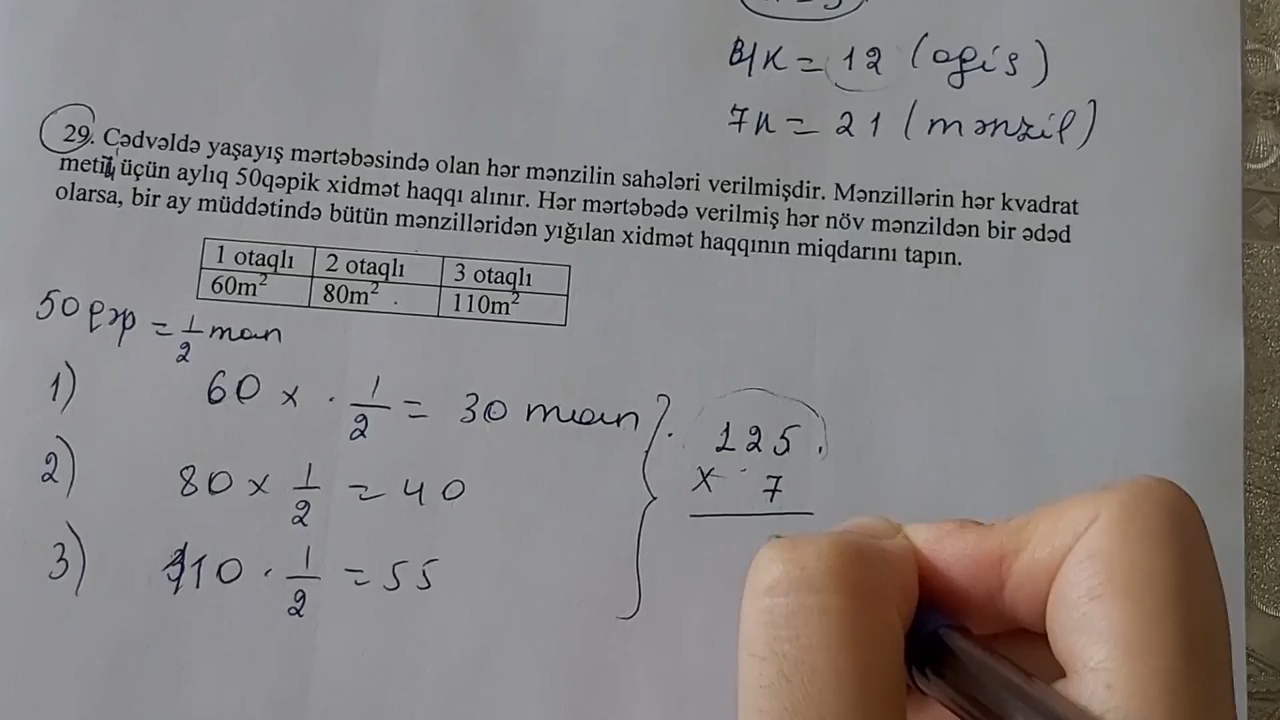 4K = 12 (ofis)
7K = 21 (mənzil)
29. Cədvəldə yaşayış mərtəbəsində olan hər mənzilin sahələri verilmişdir. Mənzillərin hər kvadrat
metri üçün aylıq 50qəpik xidmət haqqı alınır. Hər mərtəbədə verilmiş hər növ mənzildən bir ədəd
olarsa, bir ay müddətində bütün mənzilləridən yığılan xidmət haqqının miqdarını tapın.
1 otaqlı 2 otaqlı 3 otaqlı
60m² 80m² 110m²
50 qəp = 1/2 man
1) 60 x · 1/2 = 30 man
2) 80 x 1/2 = 40
3) 110 · 1/2 = 55
125
x 7